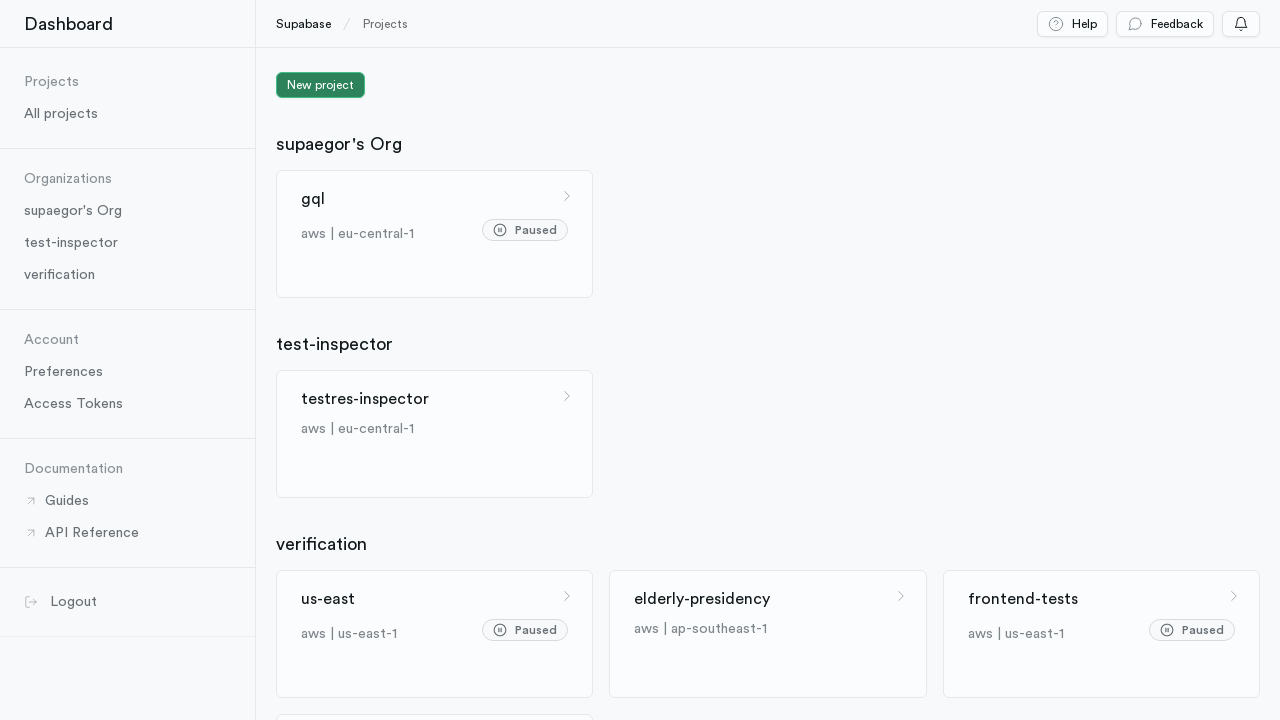 Dashboard
Supabase
Projects
Help
Feedback
Projects
All projects
Organizations
supaegor's Org
test-inspector
verification
Account
Preferences
Access Tokens
Documentation
Guides
API Reference
Logout
New project
supaegor's Org
gql
aws | eu-central-1
Paused
test-inspector
testres-inspector
aws | eu-central-1
verification
us-east
aws | us-east-1
Paused
elderly-presidency
aws | ap-southeast-1
frontend-tests
aws | us-east-1
Paused